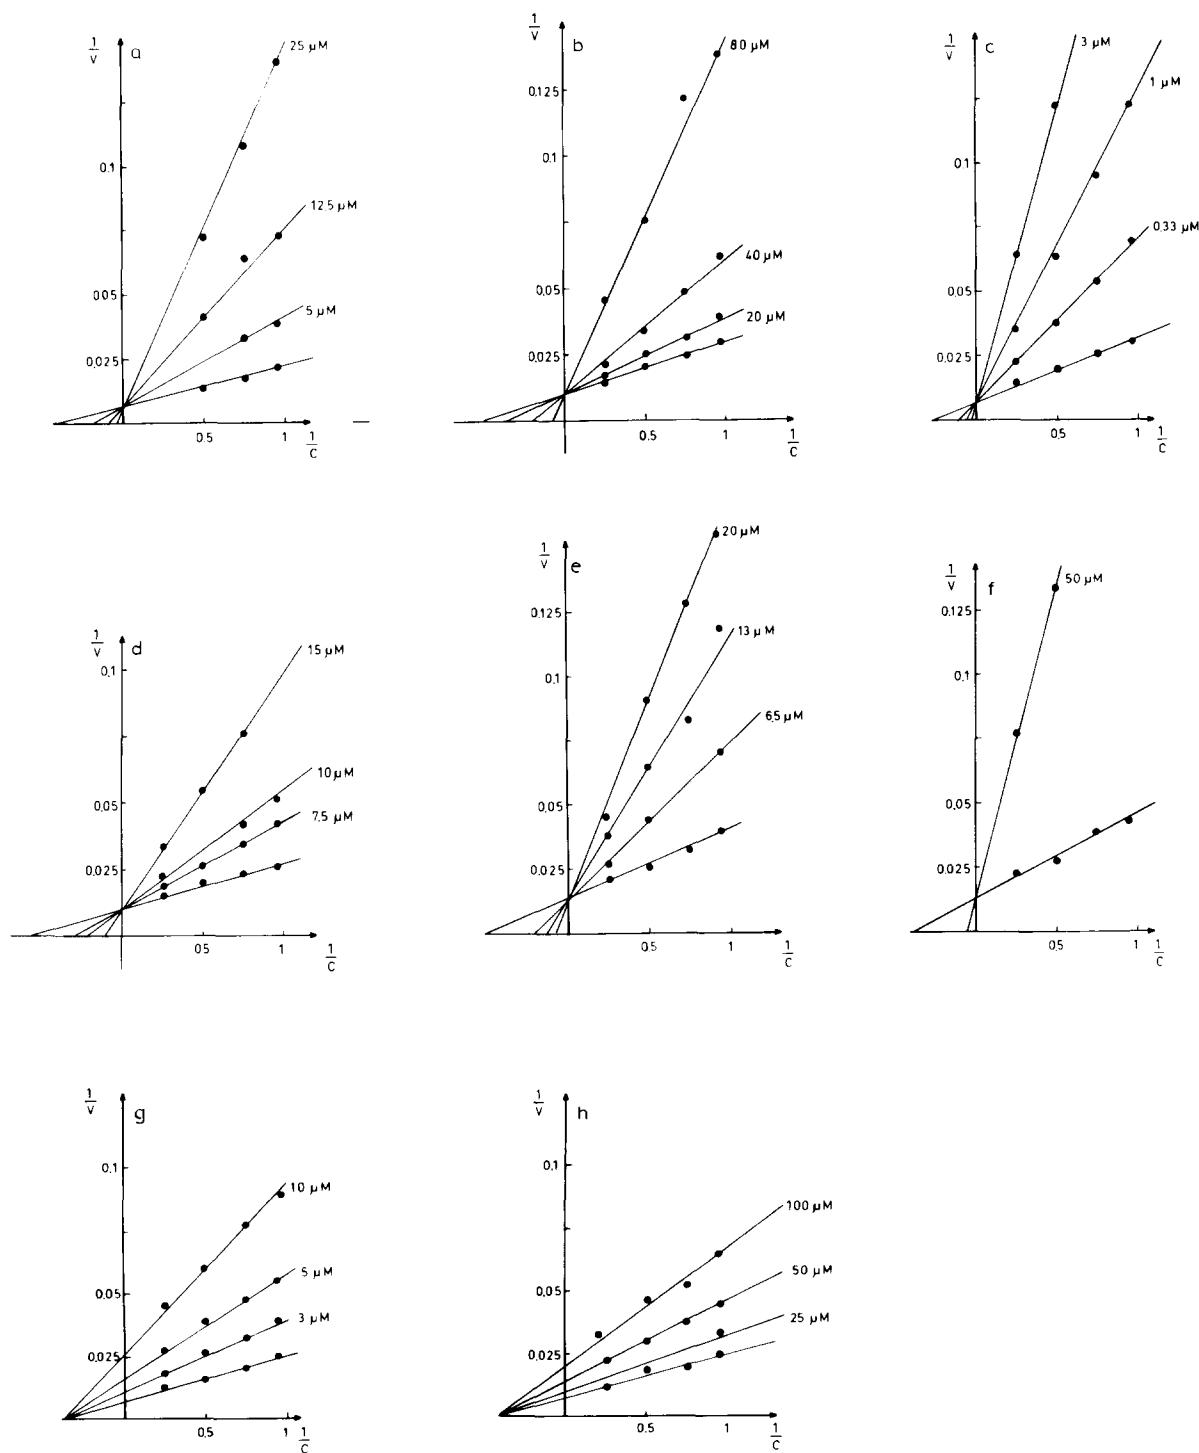 1/V a 25 µM
0.1
12.5 µM
0.05 5 µM
0.025
0.5 1 1/C
1/V b 80 µM
0.125
0.1
40 µM
0.05 20 µM
0.025
0.5 1 1/C
1/V c 3 µM
1 µM
0.1
0.33 µM
0.05
0.025
0.5 1 1/C
1/V d 15 µM
0.1
10 µM
0.05 7.5 µM
0.025
0.5 1 1/C
1/V e 20 µM
0.125 13 µM
0.1
6.5 µM
0.05
0.025
0.5 1 1/C
1/V f 50 µM
0.125
0.1
0.05
0.025
0.5 1 1/C
1/V g
0.1
10 µM
0.05 5 µM
3 µM
0.025
0.5 1 1/C
1/V h
0.1
100 µM
0.05 50 µM
25 µM
0.025
0.5 1 1/C